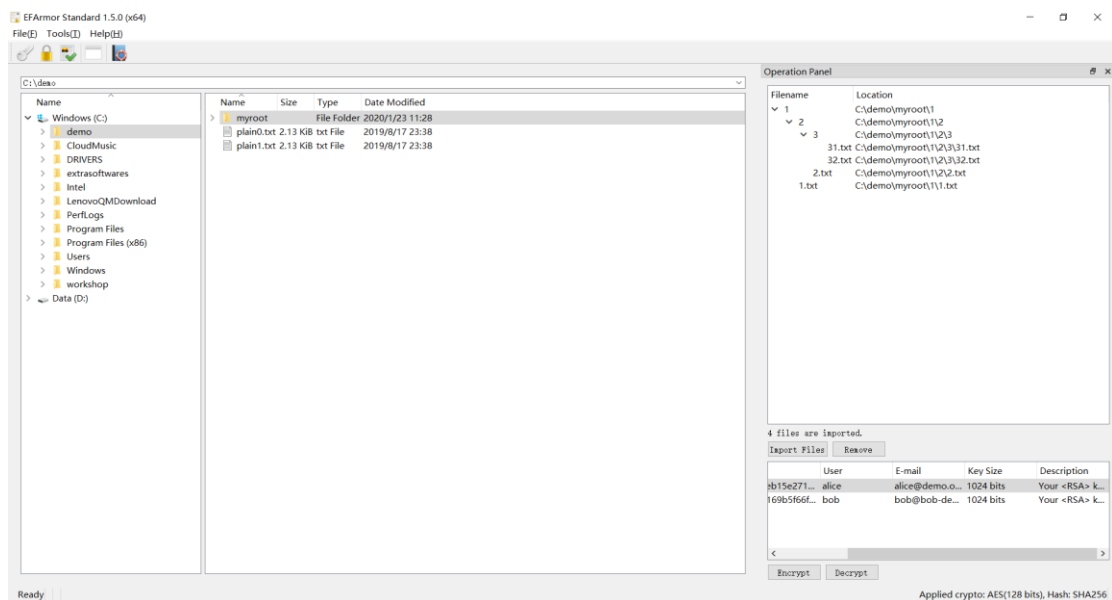 EFArmor Standard 1.5.0 (x64)
File(F) Tools(T) Help(H)
C:\demo
Name
Windows (C:)
demo
CloudMusic
DRIVERS
extrasoftwares
Intel
LenovoQMDownload
PerfLogs
Program Files
Program Files (x86)
Users
Windows
workshop
Data (D:)
Name Size Type Date Modified
myroot File Folder 2020/1/23 11:28
plain0.txt 2.13 KiB txt File 2019/8/17 23:38
plain1.txt 2.13 KiB txt File 2019/8/17 23:38
Operation Panel
Filename Location
1 C:\demo\myroot\1
2 C:\demo\myroot\1\2
3 C:\demo\myroot\1\2\3
31.txt C:\demo\myroot\1\2\3\31.txt
32.txt C:\demo\myroot\1\2\3\32.txt
2.txt C:\demo\myroot\1\2\2.txt
1.txt C:\demo\myroot\1\1.txt
4 files are imported.
Import Files Remove
User E-mail Key Size Description
eb15e271... alice alice@demo.o... 1024 bits Your <RSA> k...
169b5f66f... bob bob@bob-de... 1024 bits Your <RSA> k...
Encrypt Decrypt
Ready Applied crypto: AES(128 bits), Hash: SHA256